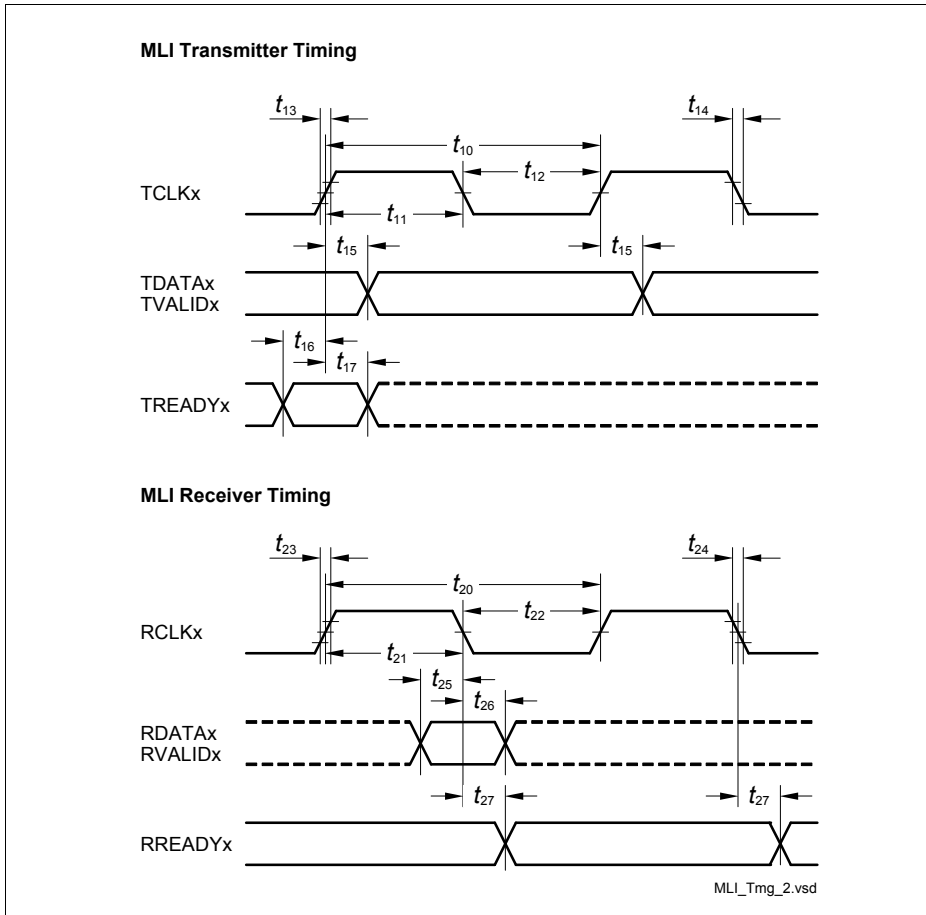 MLI Transmitter Timing
t13
t14
t10
t12
TCLKx
t11
t15
t15
TDATAx
TVALIDx
t16
t17
TREADYx
MLI Receiver Timing
t23
t24
t20
t22
RCLKx
t21
t25
t26
RDATAx
RVALIDx
t27
t27
RREADYx
MLI_Tmg_2.vsd